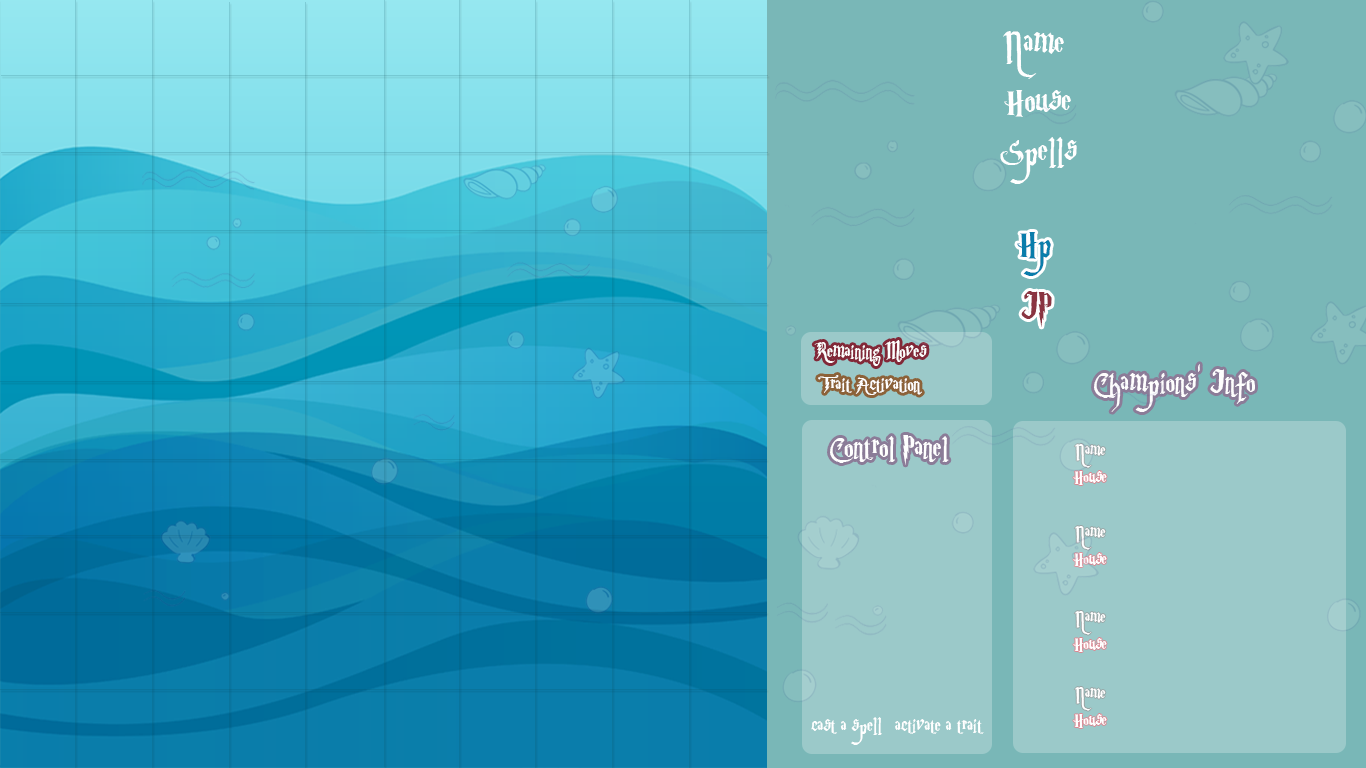 Name
House
Spells
Hp
IP
Remaining Moves
Trait Activation
Champions' Info
Control Panel
Name
House
Name
House
Name
House
Name
House
cast a spell activate a trait